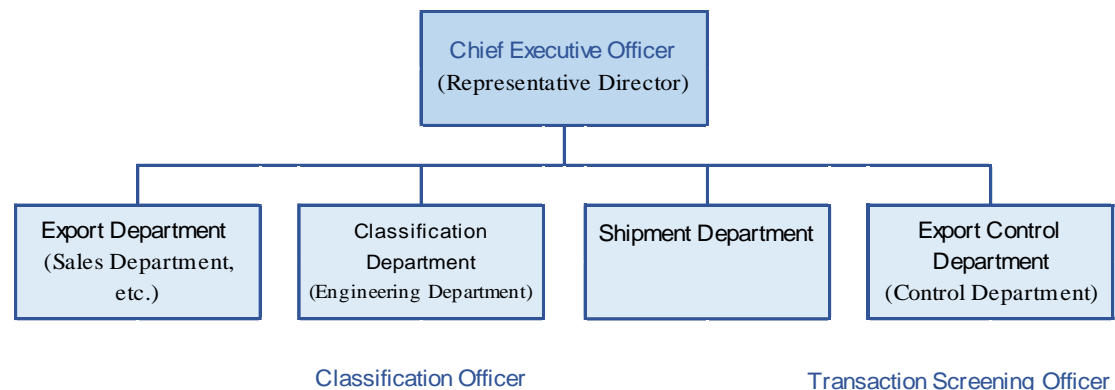 Chief Executive Officer
(Representative Director)
Export Department
(Sales Department,
etc.)
Classification
Department
(Engineering Department)
Shipment Department
Export Control
Department
(Control Department)
Classification Officer
Transaction Screening Officer